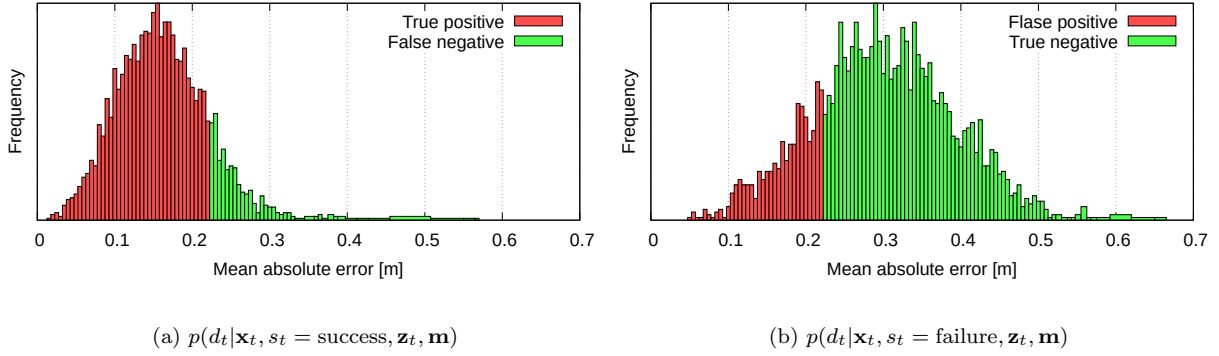 True positive
False negative
Frequency
0 0.1 0.2 0.3 0.4 0.5 0.6 0.7
Mean absolute error [m]
(a) p(d_t|x_t, s_t = success, z_t, m)
Flase positive
True negative
Frequency
0 0.1 0.2 0.3 0.4 0.5 0.6 0.7
Mean absolute error [m]
(b) p(d_t|x_t, s_t = failure, z_t, m)